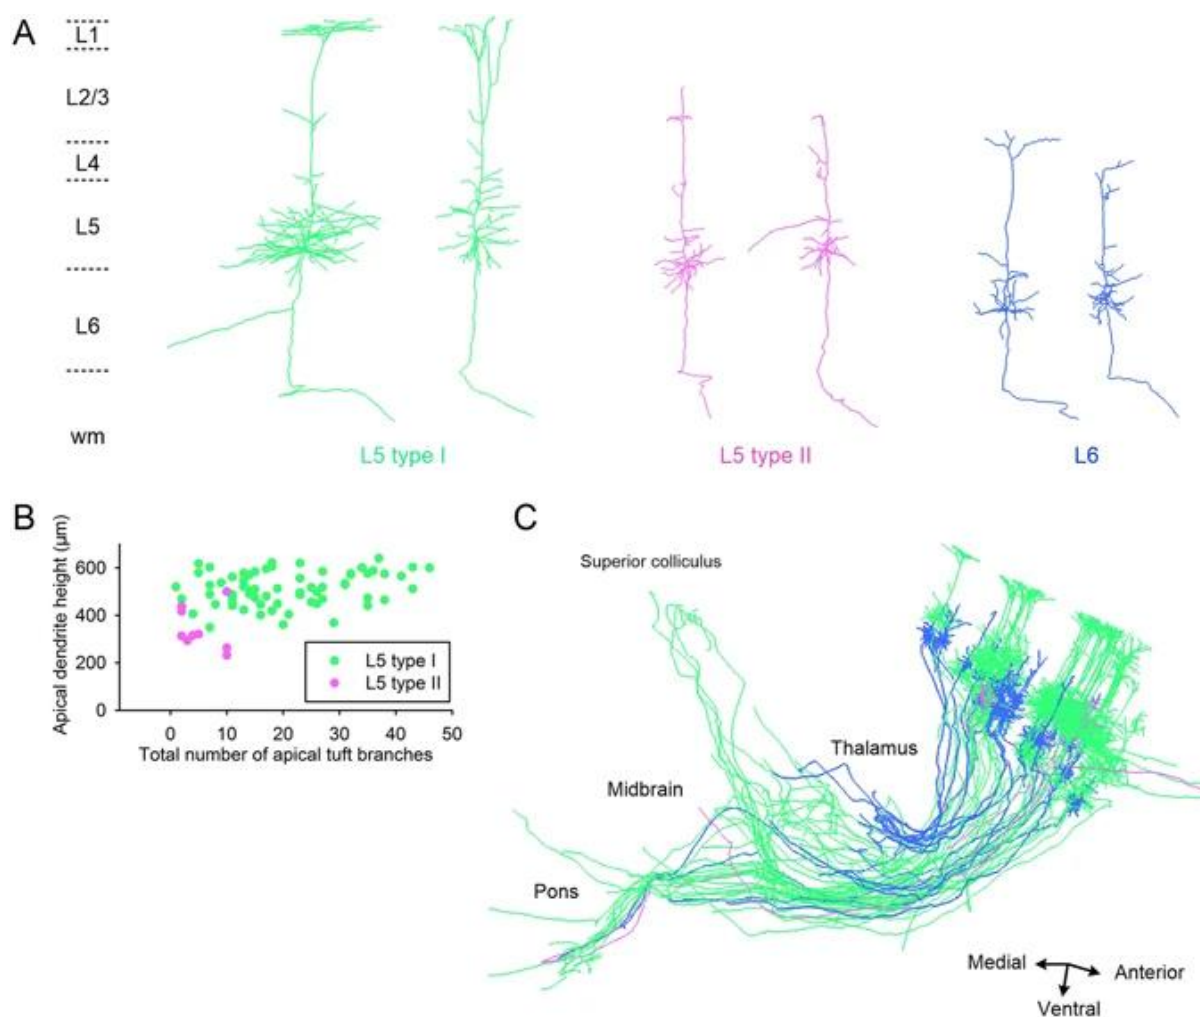 A
L1
L2/3
L4
L5
L6
wm
L5 type I
L5 type II
L6
B
Apical dendrite height (µm)
600
400
200
0
L5 type I
L5 type II
0 10 20 30 40 50
Total number of apical tuft branches
C
Superior colliculus
Thalamus
Midbrain
Pons
Medial
Anterior
Ventral